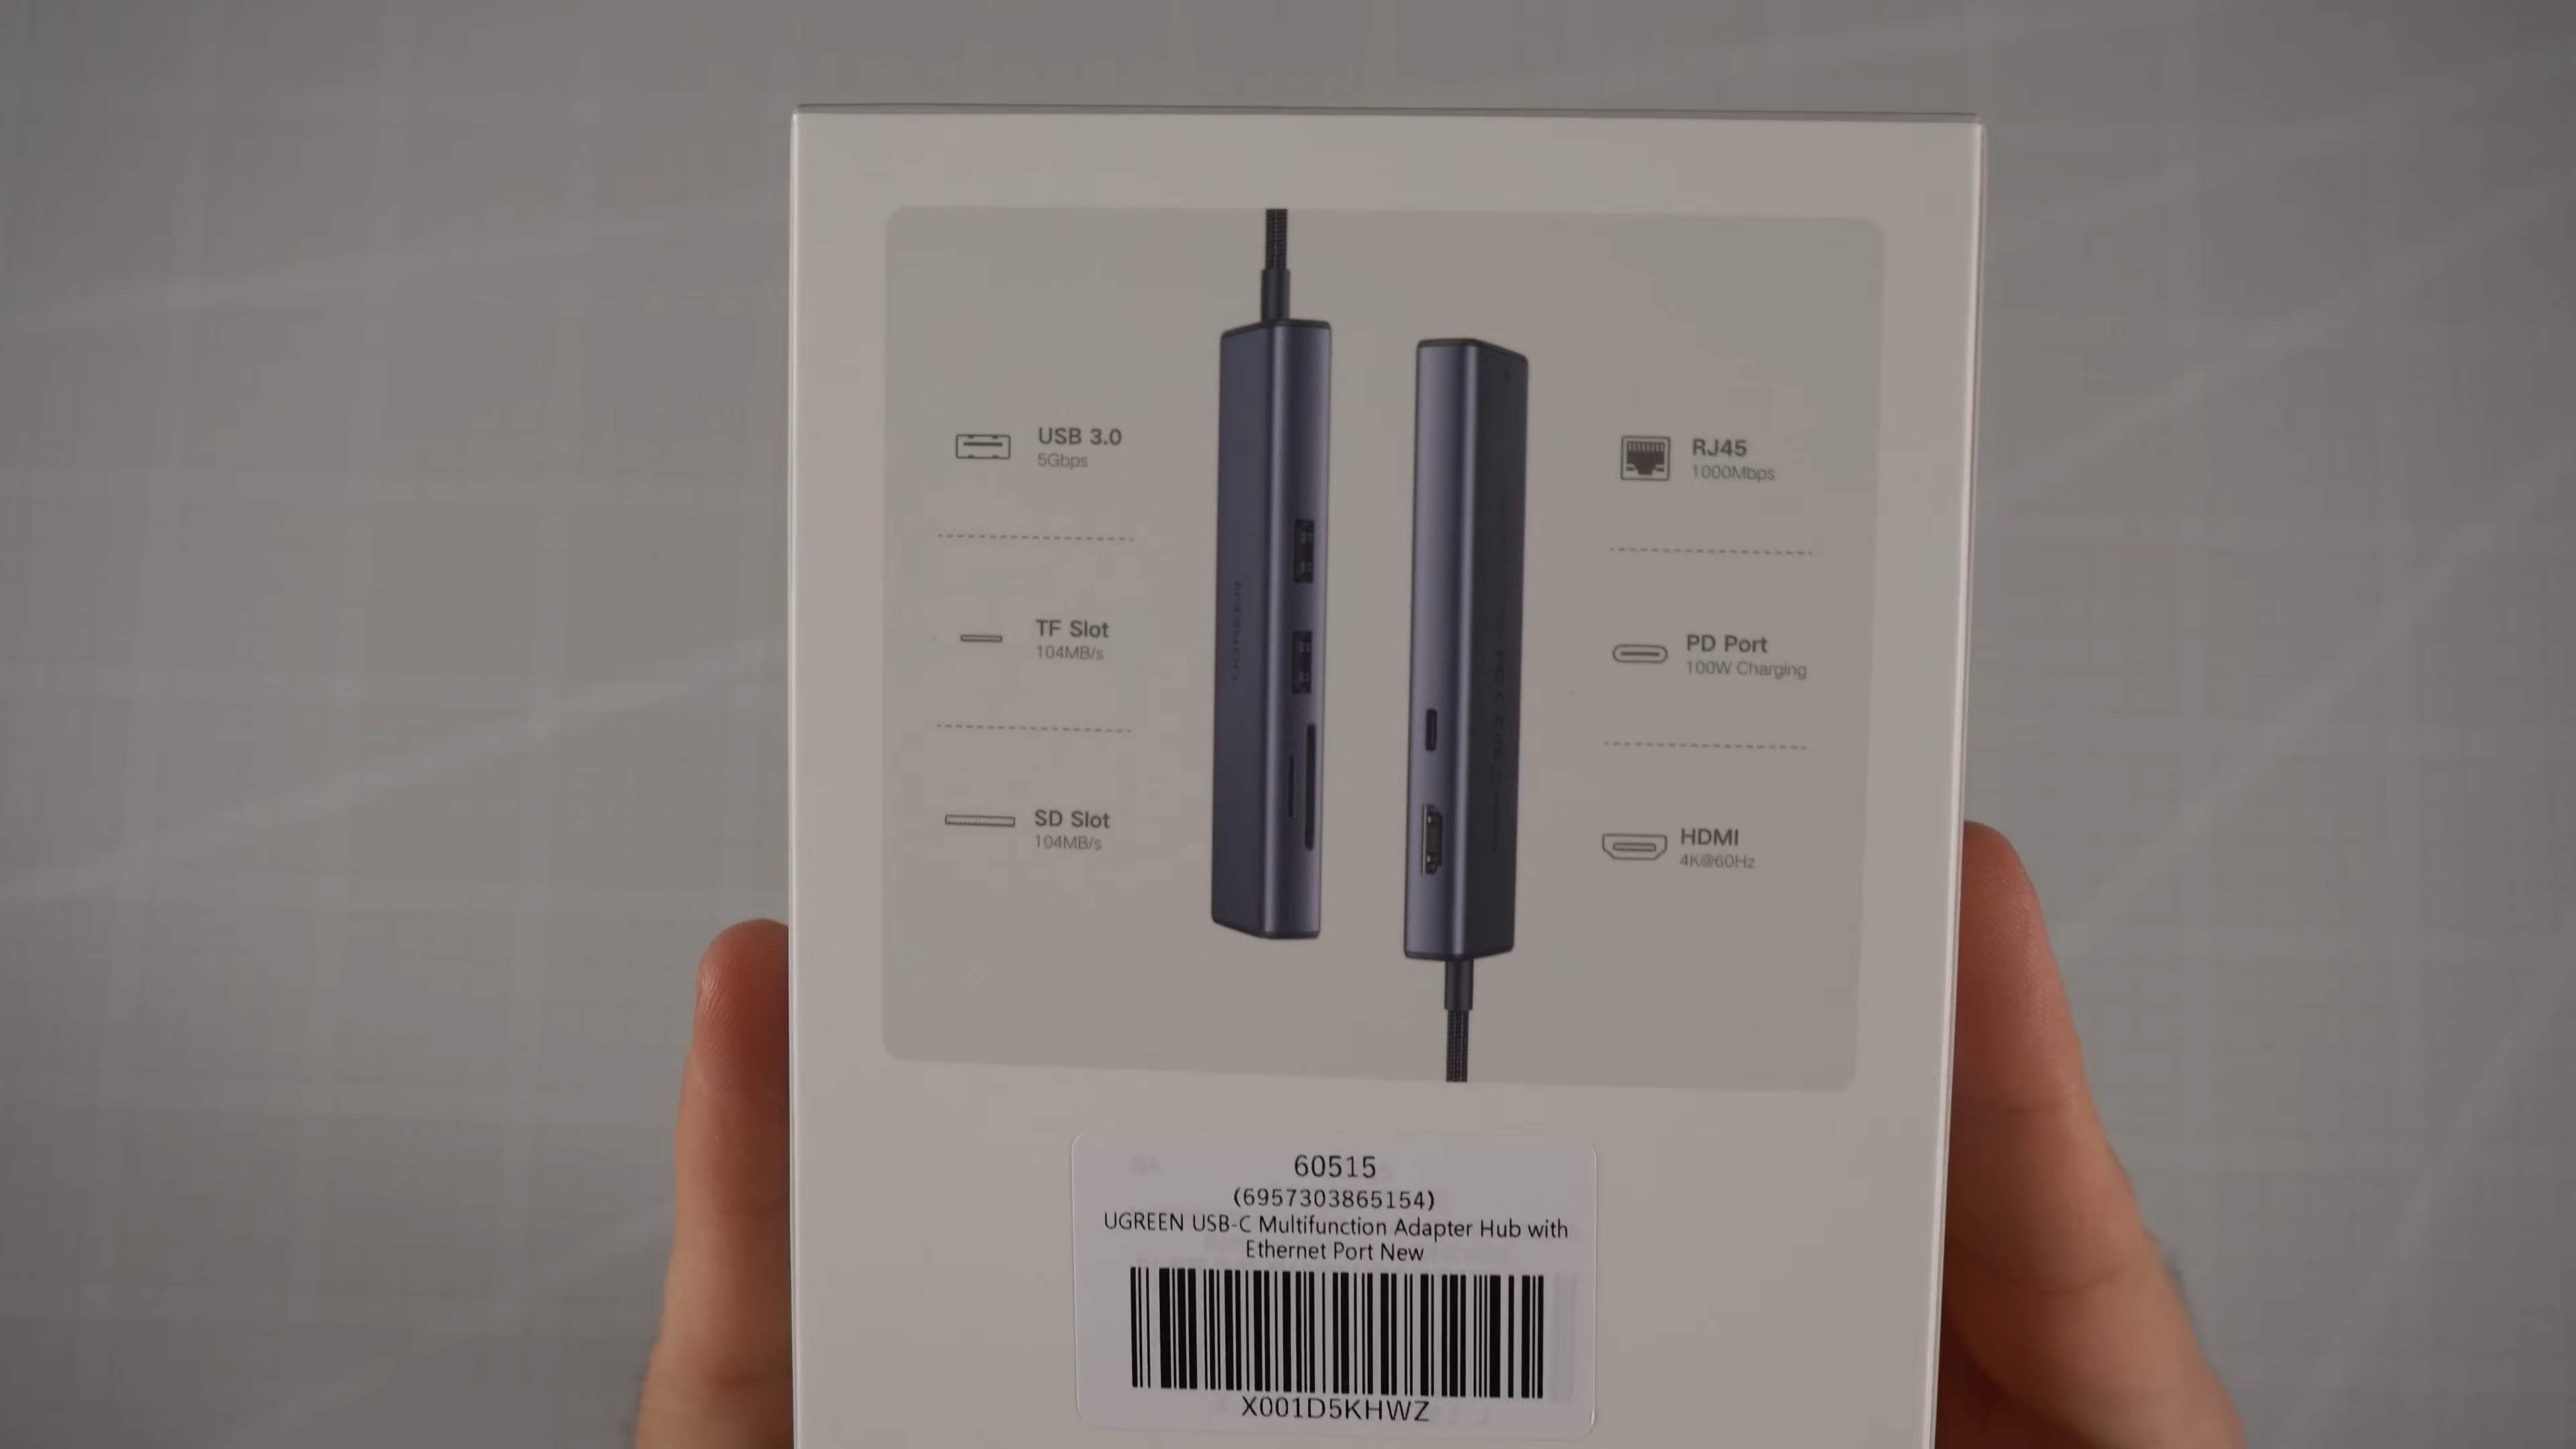 USB 3.0
5Gbps
TF Slot
104MB/s
SD Slot
104MB/s
UGREEN
RJ45
1000Mbps
PD Port
100W Charging
HDMI
4K@60Hz
60515
(6957303865154)
UGREEN USB-C Multifunction Adapter Hub with
Ethernet Port New
X001D5KHWZ